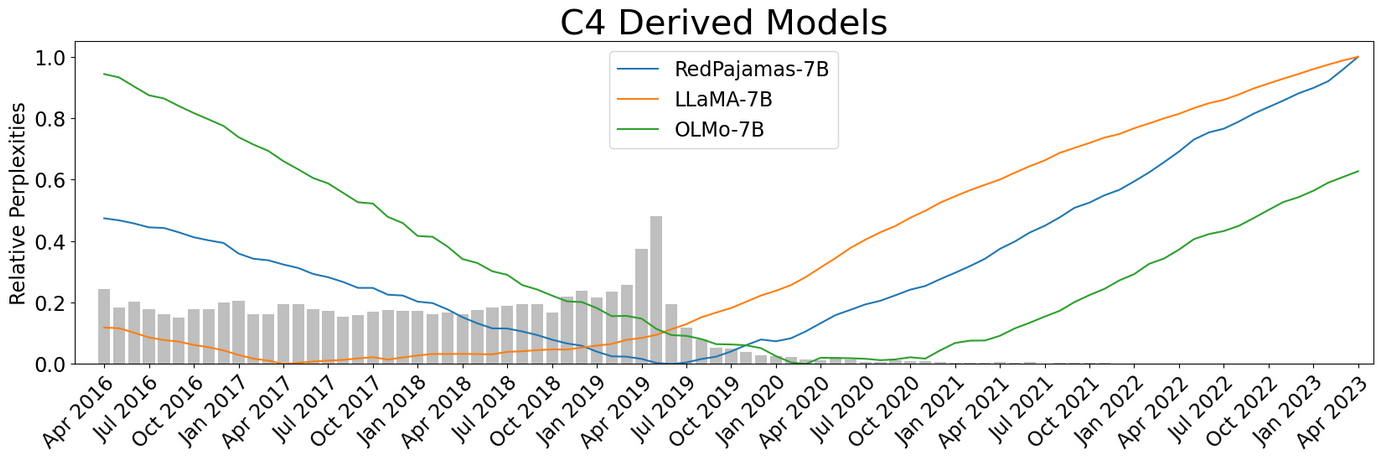 C4 Derived Models
Relative Perplexities
1.0
0.8
0.6
0.4
0.2
0.0
RedPajamas-7B
LLaMA-7B
OLMo-7B
Apr 2016
Jul 2016
Oct 2016
Jan 2017
Apr 2017
Jul 2017
Oct 2017
Jan 2018
Apr 2018
Jul 2018
Oct 2018
Jan 2019
Apr 2019
Jul 2019
Oct 2019
Jan 2020
Apr 2020
Jul 2020
Oct 2020
Jan 2021
Apr 2021
Jul 2021
Oct 2021
Jan 2022
Apr 2022
Jul 2022
Oct 2022
Jan 2023
Apr 2023